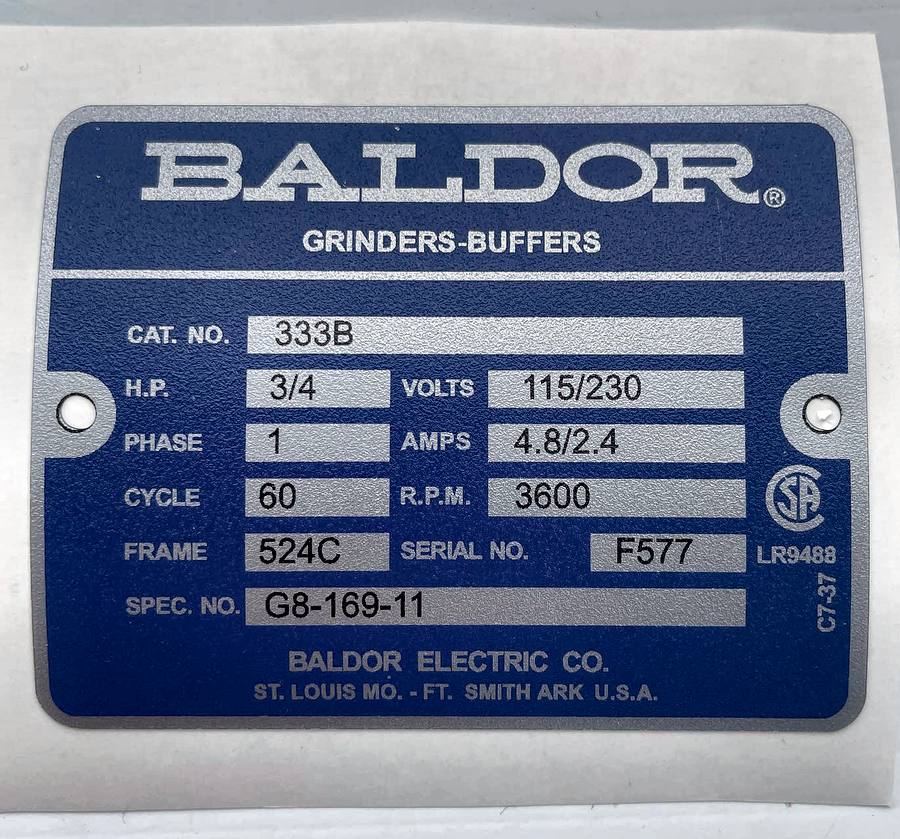 BALDOR®
GRINDERS-BUFFERS
CAT. NO. 333B
H.P. 3/4 VOLTS 115/230
PHASE 1 AMPS 4.8/2.4
CYCLE 60 R.P.M. 3600
FRAME 524C SERIAL NO. F577
SPEC. NO. G8-169-11
SA
LR9488
C7-37
BALDOR ELECTRIC CO.
ST. LOUIS MO. - FT. SMITH ARK U.S.A.